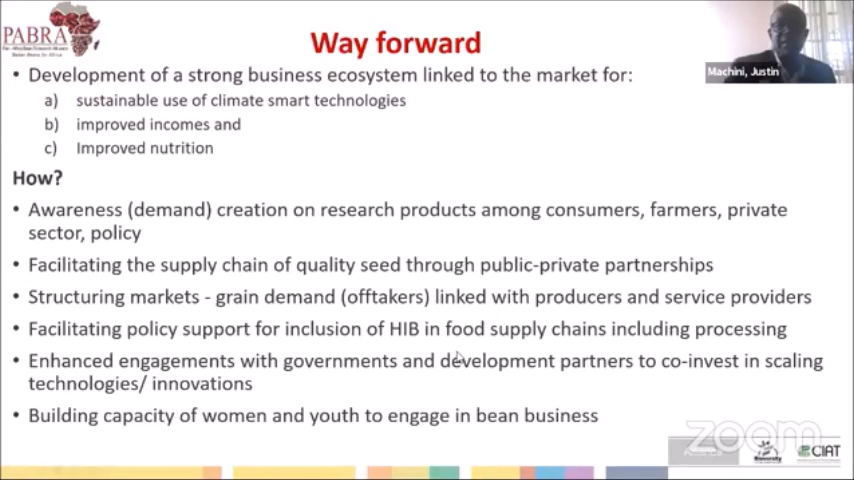 PABRA
Way forward
Machini, Justin
• Development of a strong business ecosystem linked to the market for:
a) sustainable use of climate smart technologies
b) improved incomes and
c) Improved nutrition
How?
• Awareness (demand) creation on research products among consumers, farmers, private
sector, policy
• Facilitating the supply chain of quality seed through public-private partnerships
• Structuring markets - grain demand (offtakers) linked with producers and service providers
• Facilitating policy support for inclusion of HIB in food supply chains including processing
• Enhanced engagements with governments and development partners to co-invest in scaling
technologies/ innovations
• Building capacity of women and youth to engage in bean business
zoom
CIAT